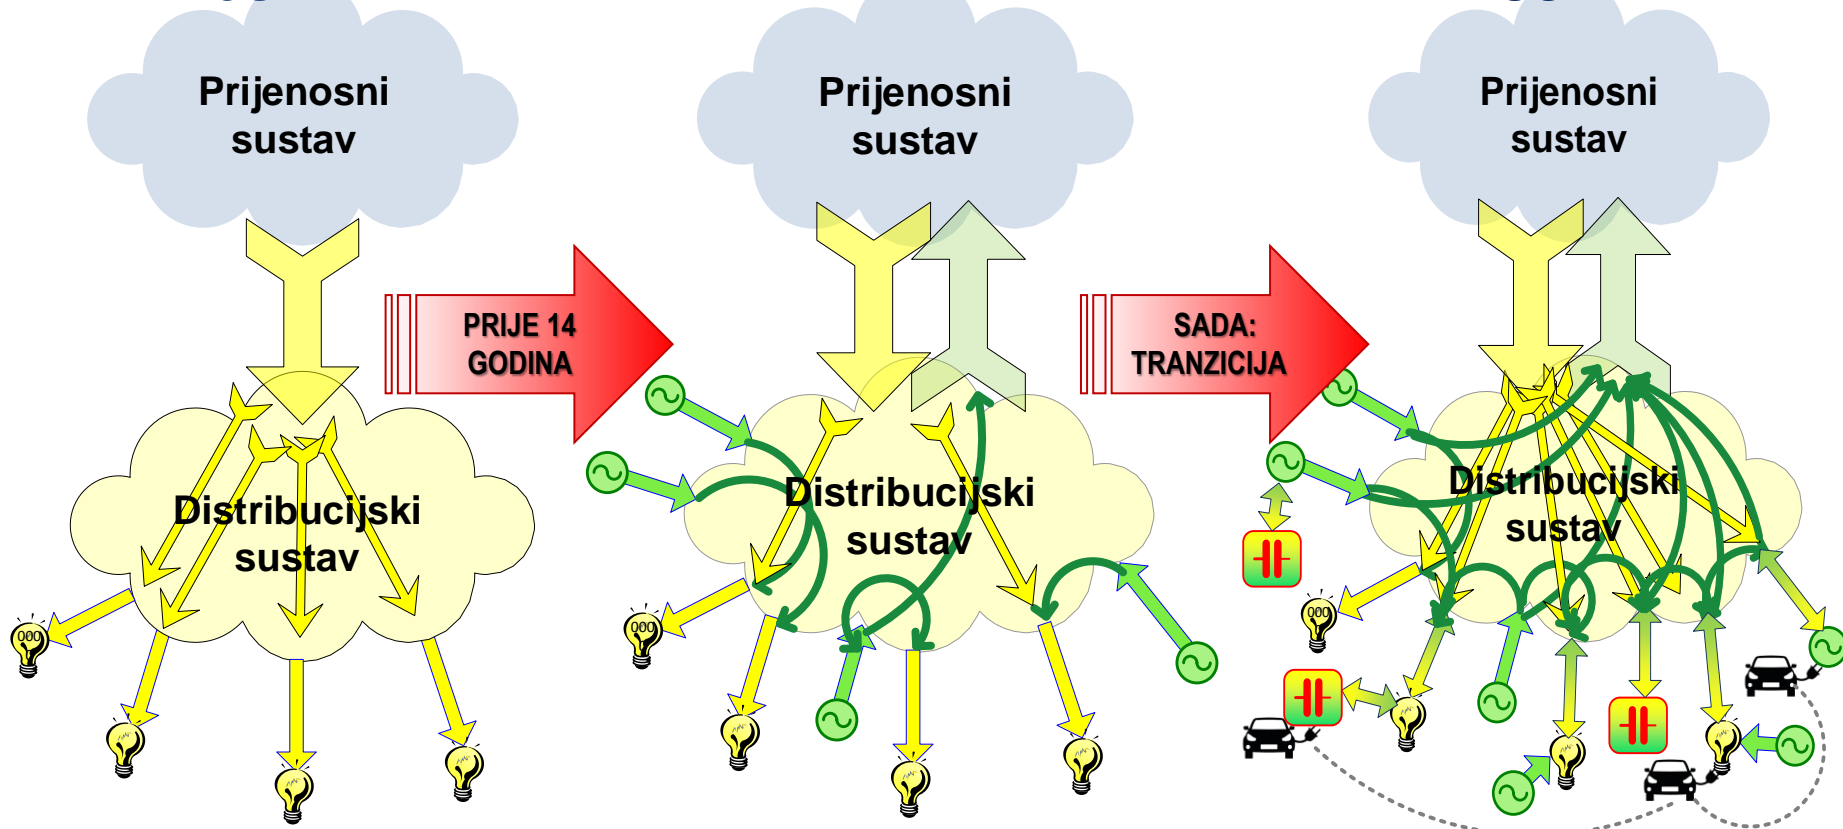 Prijenosni
sustav
Prijenosni
sustav
Prijenosni
sustav
PRIJE 14
GODINA
SADA:
TRANZICIJA
Distribucijski
sustav
Distribucijski
sustav
Distribucijski
sustav